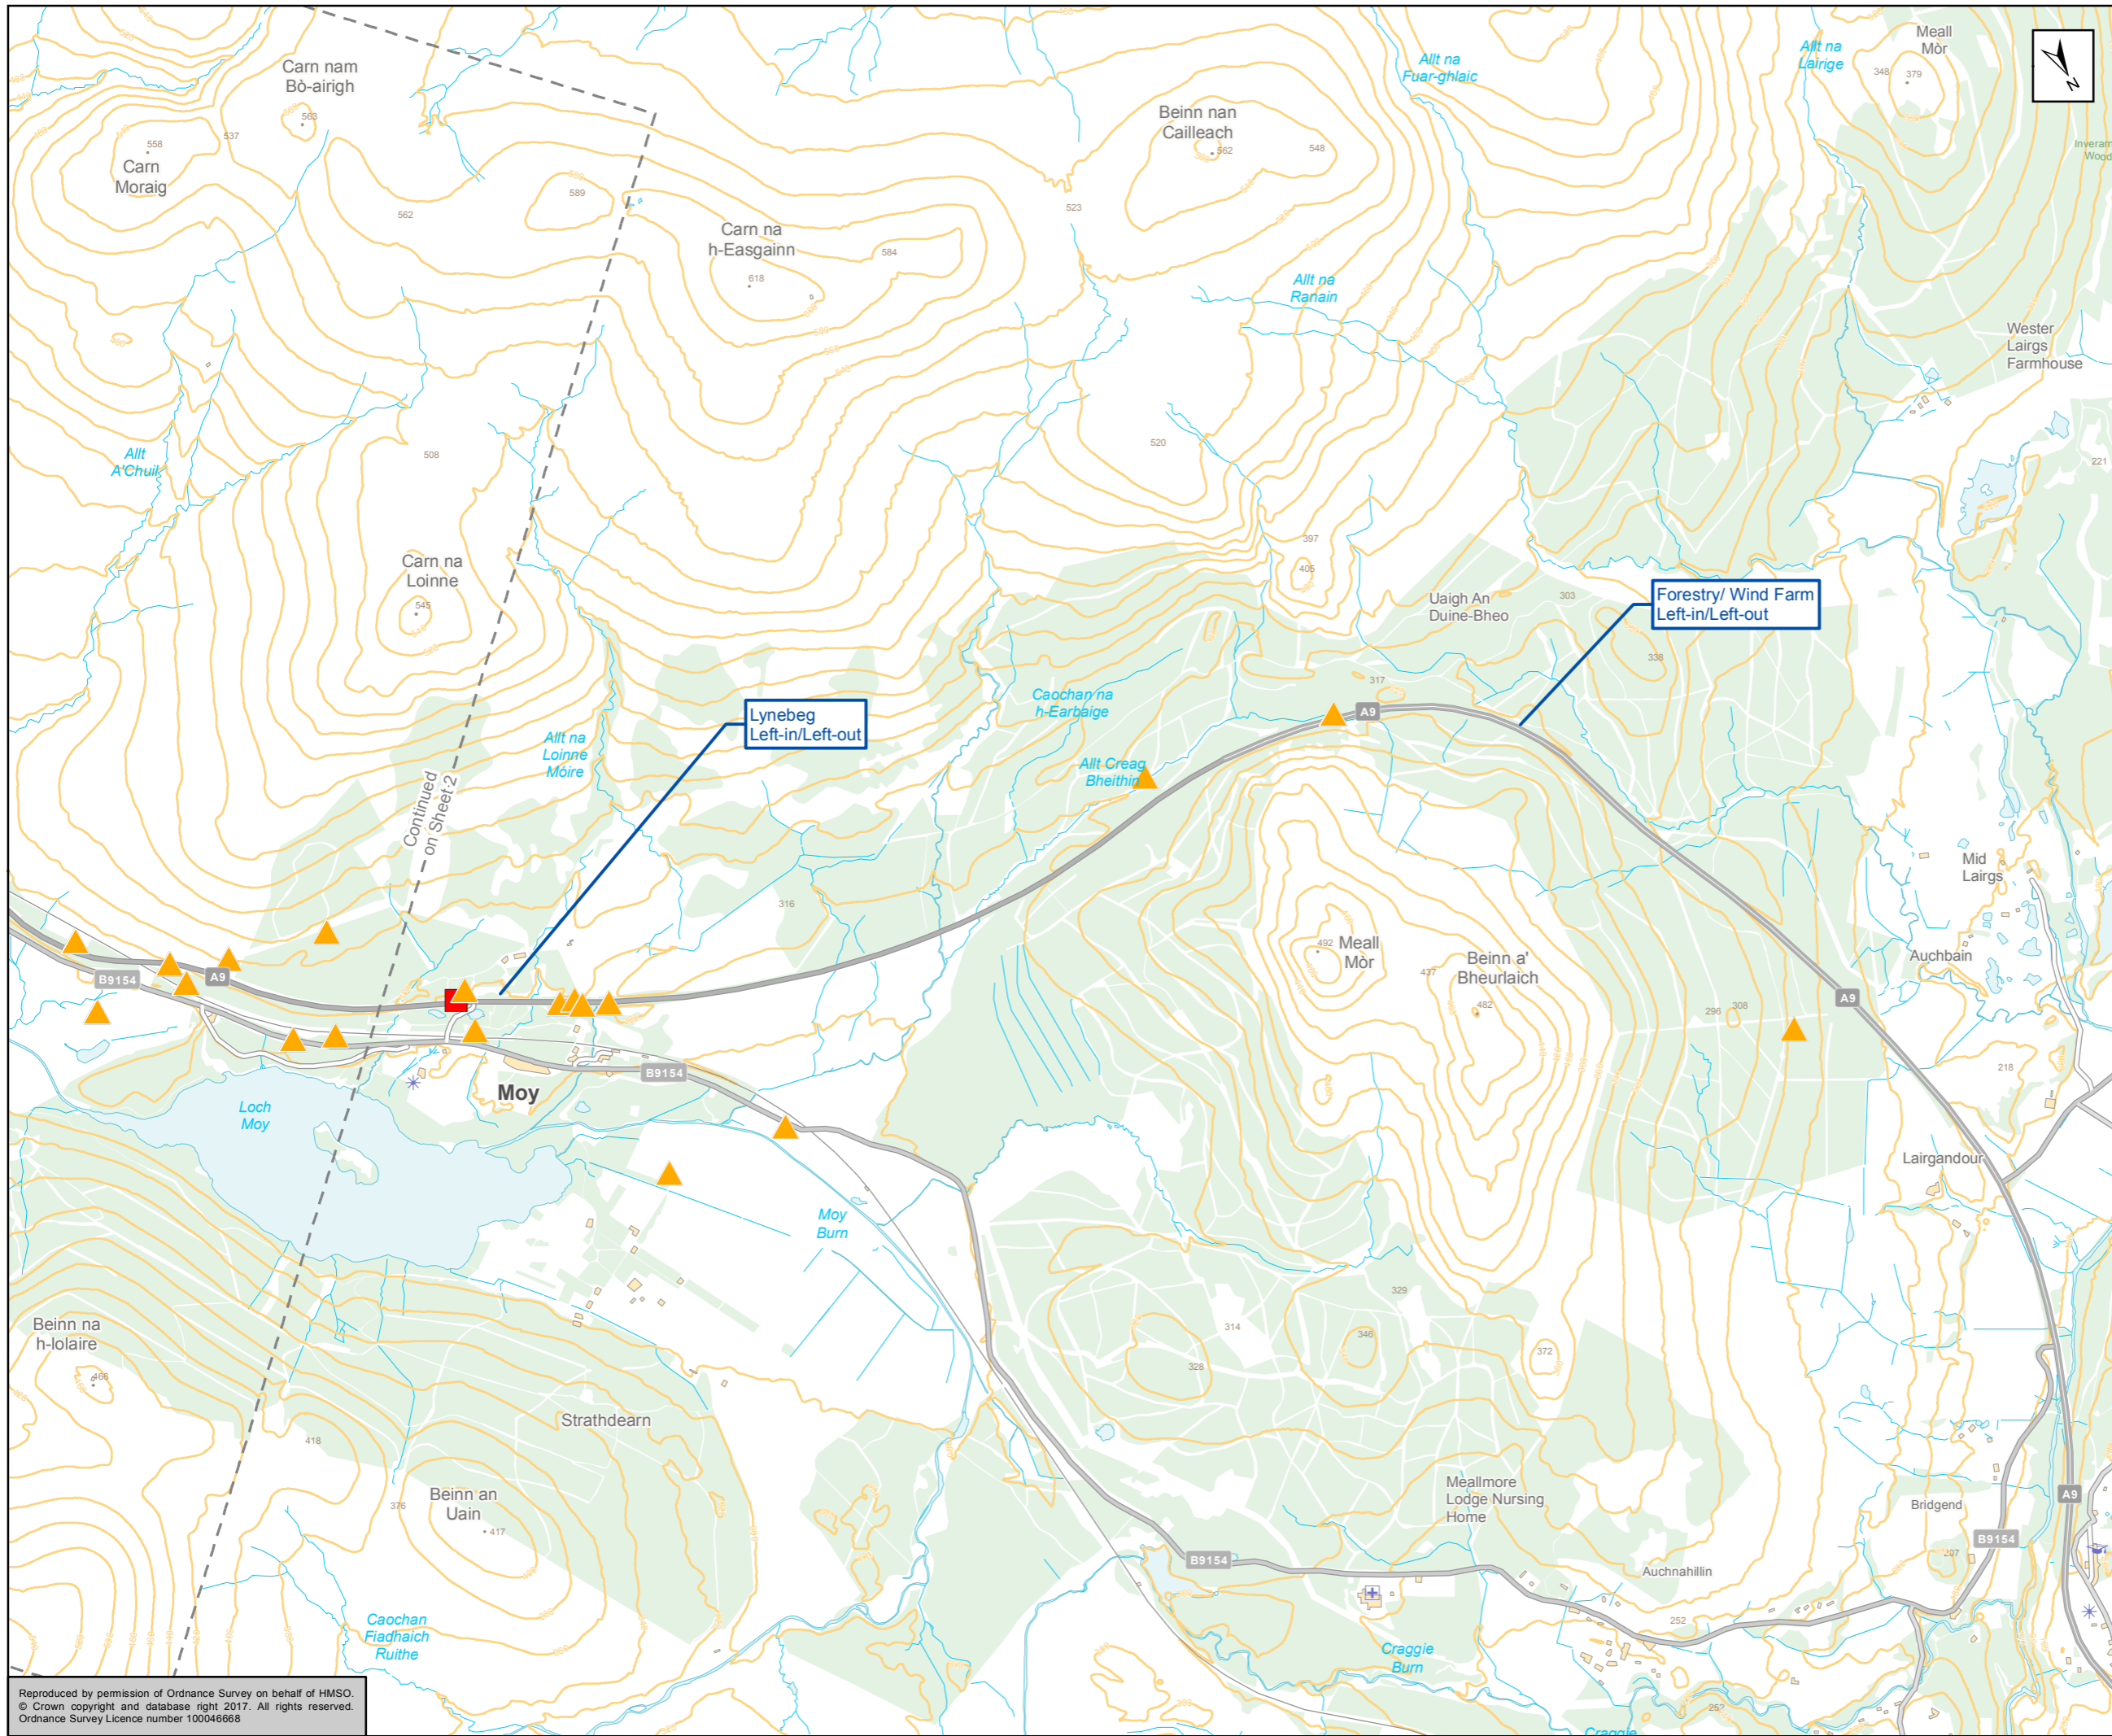 Carn nam
Bò-airigh
563
558
537
Carn
Moraig
562
589
Carn na
h-Easgainn
618
584
Beinn nan
Cailleach
562
548
523
Allt na
Fuar-ghlaic
Allt na
Lairige
Meall
Mòr
348
379
N
Allt na
Ranain
Wester
Lairgs
Farmhouse
221
Allt
A'Chuil
508
520
Carn na
Loinne
545
397
405
Uaigh An
Duine-Bheo
303
Forestry/ Wind Farm
Left-in/Left-out
338
317
A9
Caochan na
h-Earbaige
Allt Creag
Bheithin
Lynebeg
Left-in/Left-out
Allt na
Loinne
Móire
Continued
on Sheet 2
316
Mid
Lairgs
492
Meall
Mòr
437
Beinn a'
Bheurlaich
482
Auchbain
A9
296
308
B9154
A9
218
B9154
Moy
Loch
Moy
Lairgandour
Moy
Burn
329
314
346
328
372
Beinn na
h-Iolaire
466
Strathdearn
418
376
Beinn an
Uain
417
Meallmore
Lodge Nursing
Home
A9
Bridgend
B9154
207
B9154
Auchnahillin
252
Caochan
Fiadhaich
Ruithe
Craggie
Burn
252
Craggie
Reproduced by permission of Ordnance Survey on behalf of HMSO.
© Crown copyright and database right 2017. All rights reserved.
Ordnance Survey Licence number 100046668